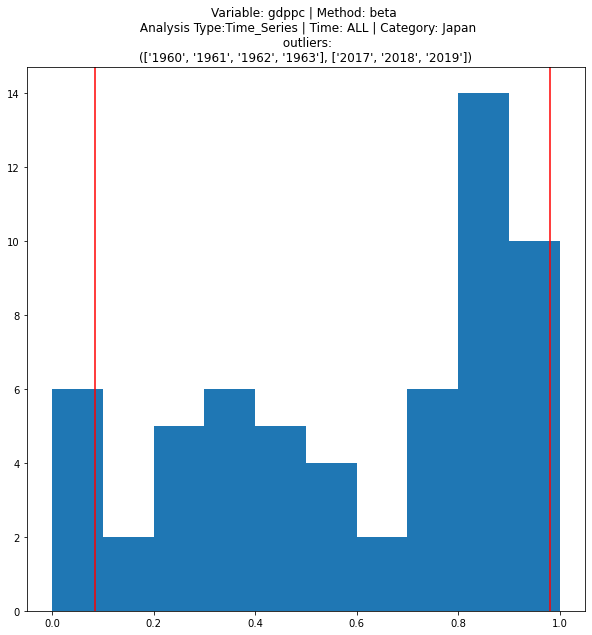 Variable: gdppc | Method: beta
Analysis Type:Time_Series | Time: ALL | Category: Japan
outliers:
(['1960', '1961', '1962', '1963'], ['2017', '2018', '2019'])
14
12
10
8
6
4
2
0
0.0 0.2 0.4 0.6 0.8 1.0